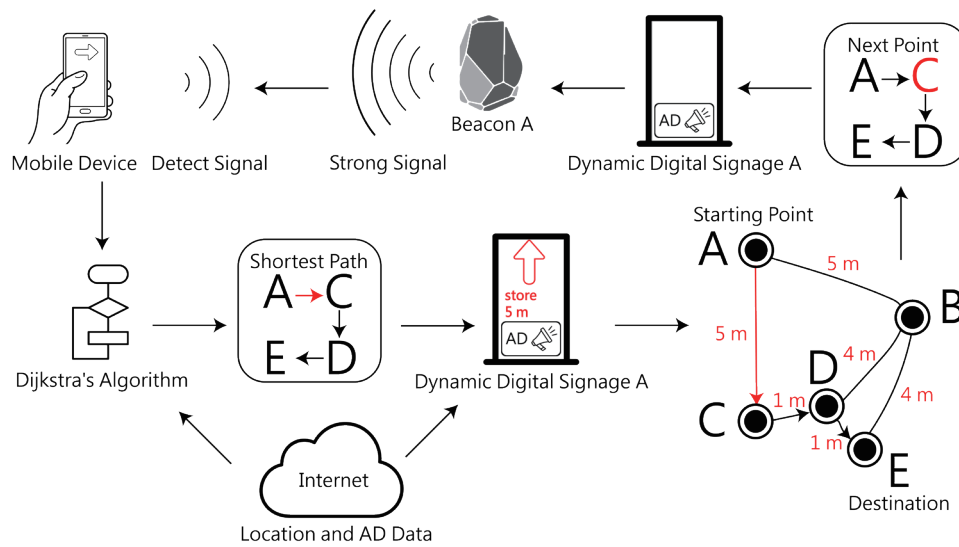 Next Point
A C
E D
AD
Beacon A
Dynamic Digital Signage A
Mobile Device
Detect Signal
Strong Signal
Starting Point
A
5 m
B
5 m
4 m
D
4 m
C
1 m
1 m
E
Destination
Shortest Path
A C
E D
store
5 m
AD
Dynamic Digital Signage A
Dijkstra's Algorithm
Internet
Location and AD Data